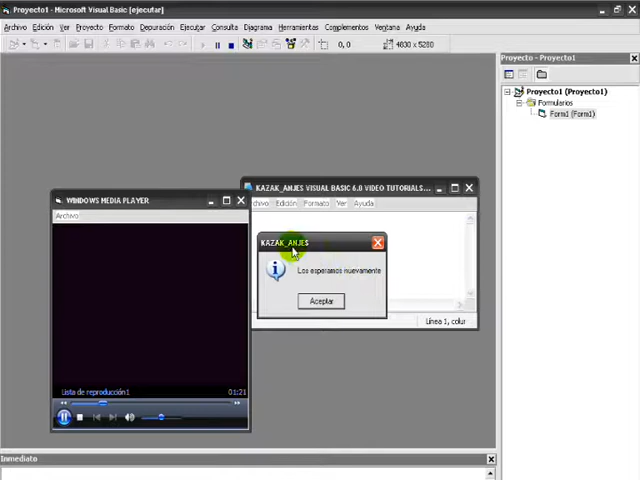 Proyecto1 - Microsoft Visual Basic [ejecutar]
Archivo Edición Ver Proyecto Formato Depuración Ejecutar Consulta Diagrama Herramientas Complementos Ventana Ayuda
0, 0
4830 x 5280
Proyecto - Proyecto1
Proyecto1 (Proyecto1)
Formularios
Form1 (Form1)
KAZAK_ANJES VISUAL BASIC 6.0 VIDEO TUTORIALS...
chivo Edición Formato Ver Ayuda
WINDOWS MEDIA PLAYER
Archivo
KAZAK_ANJES
Los esperamos nuevamente
Aceptar
Línea 1, colur
Lista de reproducción1
01:21
Inmediato